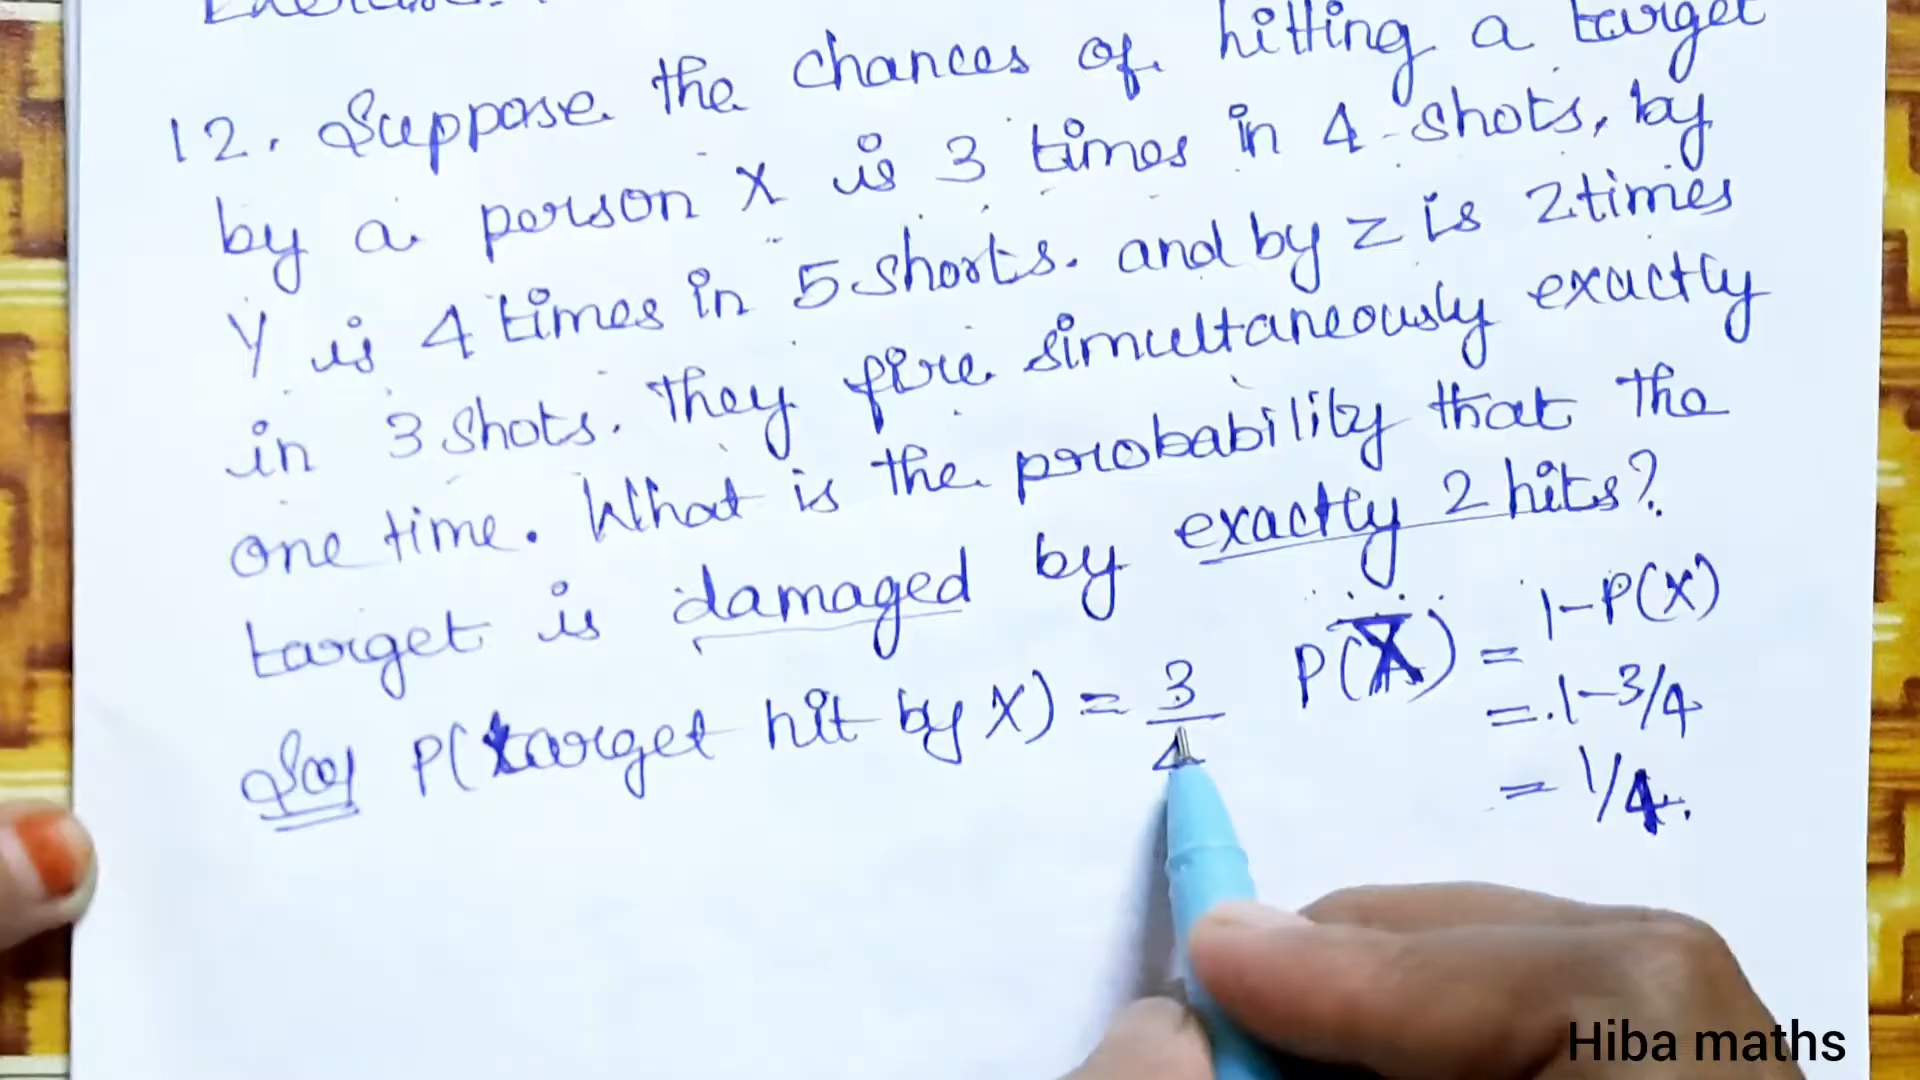 12. Suppose the chances of hitting a target
by a person X is 3 times in 4 shots, by
Y is 4 times in 5 shorts. and by Z is 2 times
in 3 shots. They fire simultaneously exactly
one time. What is the probability that the
target is damaged by exactly 2 hits?
Sol P(target hit by X) = 3/4
P(X̅) = 1-P(X)
= 1-3/4
= 1/4.
Hiba maths